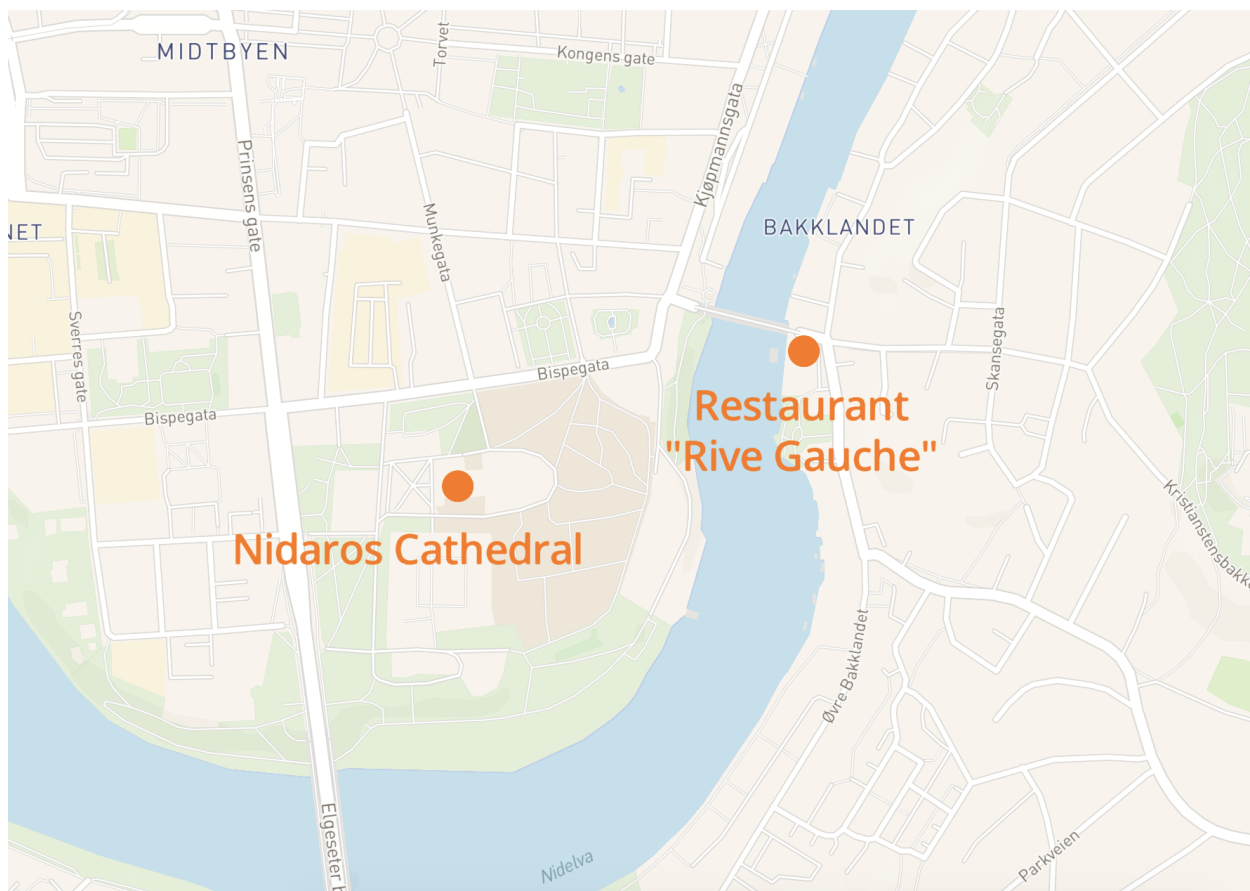 MIDTBYEN
Torvet
Kongens gate
Prinsens gate
Kjøpmannsgata
Munkegata
BAKKLANDET
NET
Sverres gate
Skansegata
Bispegata
Bispegata
Restaurant
"Rive Gauche"
Nidaros Cathedral
Kristianstensbakke
Øvre Bakklandet
Elgeseter b
Nidelva
Parkveien